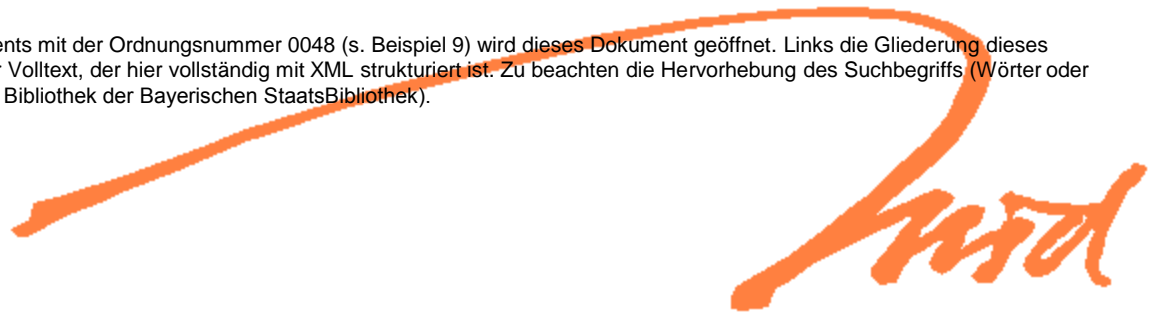 ents mit der Ordnungsnummer 0048 (s. Beispiel 9) wird dieses Dokument geöffnet. Links die Gliederung dieses
r Volltext, der hier vollständig mit XML strukturiert ist. Zu beachten die Hervorhebung des Suchbegriffs (Wörter oder
Bibliothek der Bayerischen StaatsBibliothek).